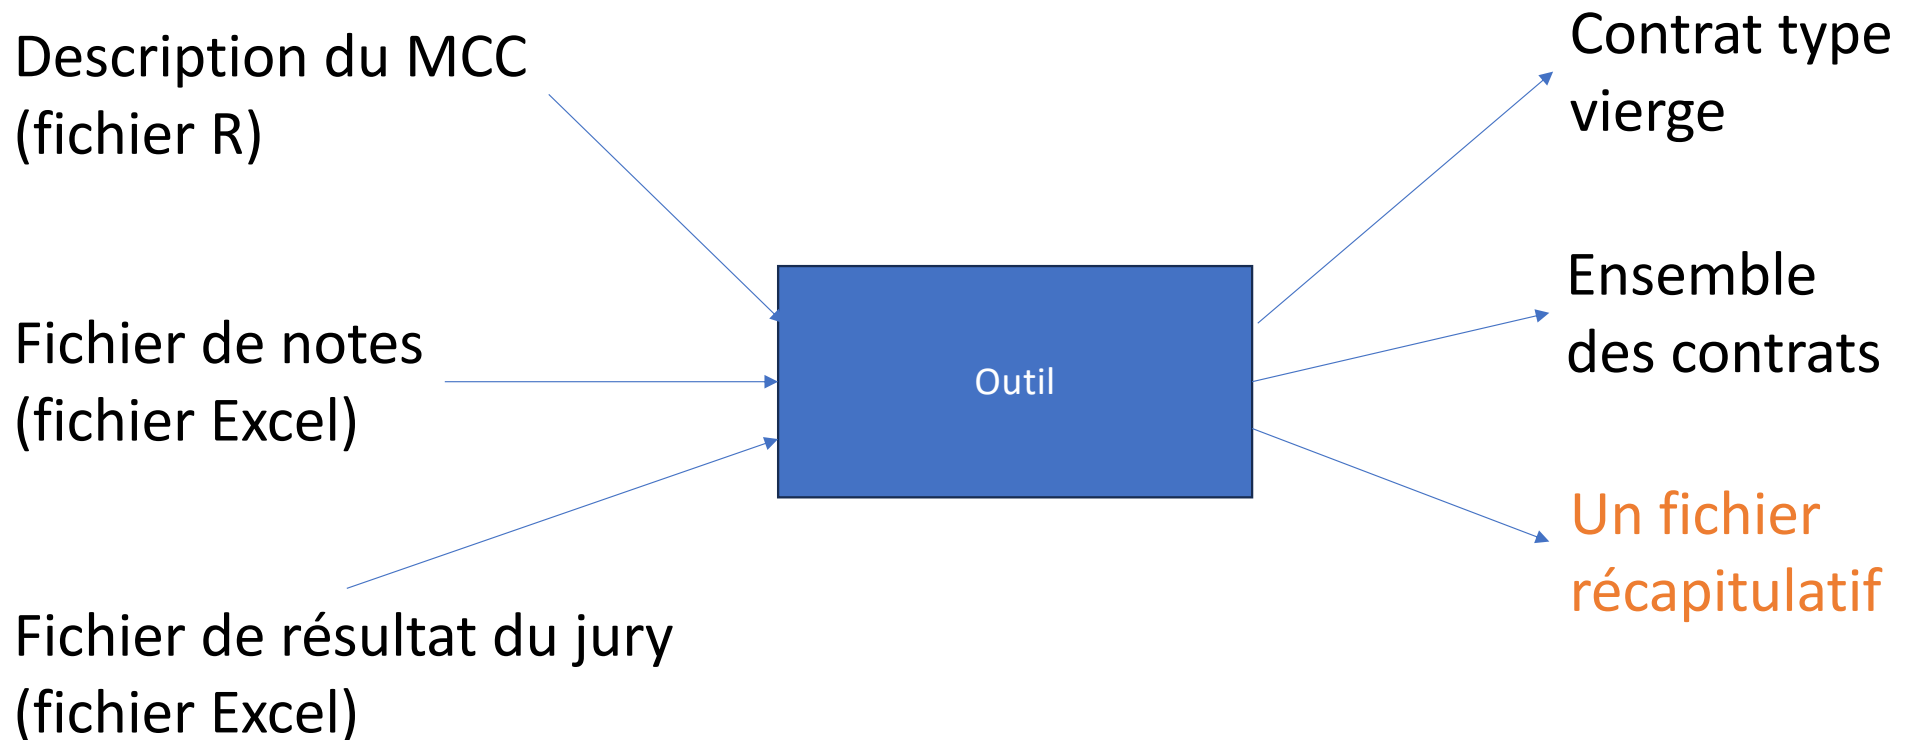 Description du MCC
(fichier R)
Fichier de notes
(fichier Excel)
Fichier de résultat du jury
(fichier Excel)
Outil
Contrat type
vierge
Ensemble
des contrats
Un fichier
récapitulatif